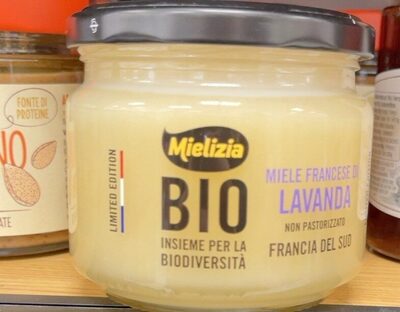 FONTE DI
PROTEINE
NO
LIMITED EDITION
Mielizia
BIO
INSIEME PER LA
BIODIVERSITÀ
MIELE FRANCESE DI
LAVANDA
NON PASTORIZZATO
FRANCIA DEL SUD